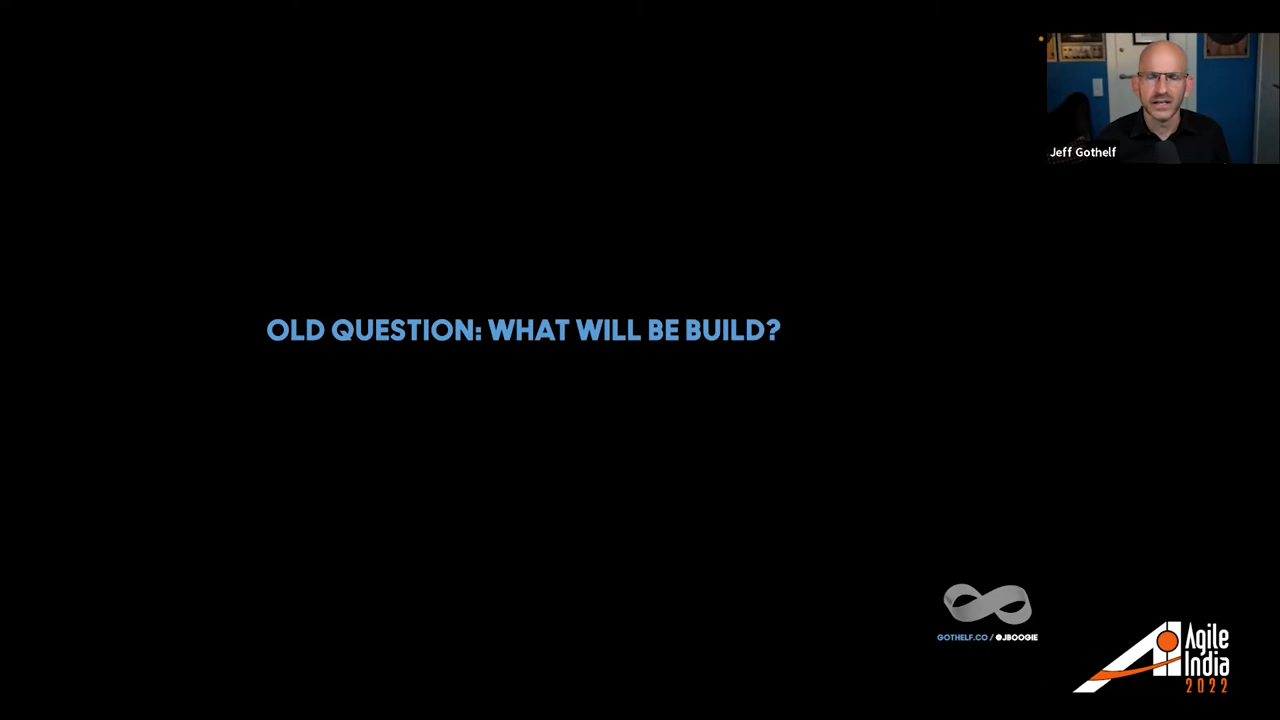 Jeff Gothelf
OLD QUESTION: WHAT WILL BE BUILD?
GOTHELF.CO / @JBOOGIE
Agile
India
2022